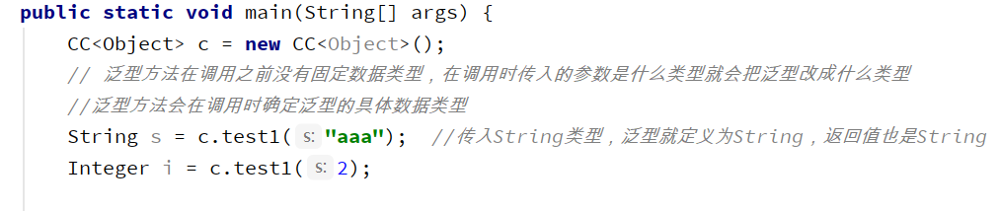 public static void main(String[] args) {
CC<Object> c = new CC<Object>();
// 泛型方法在调用之前没有固定数据类型，在调用时传入的参数是什么类型就会把泛型改成什么类型
//泛型方法会在调用时确定泛型的具体数据类型
String s = c.test1( s: "aaa");  //传入String类型，泛型就定义为String，返回值也是String
Integer i = c.test1( s: 2);